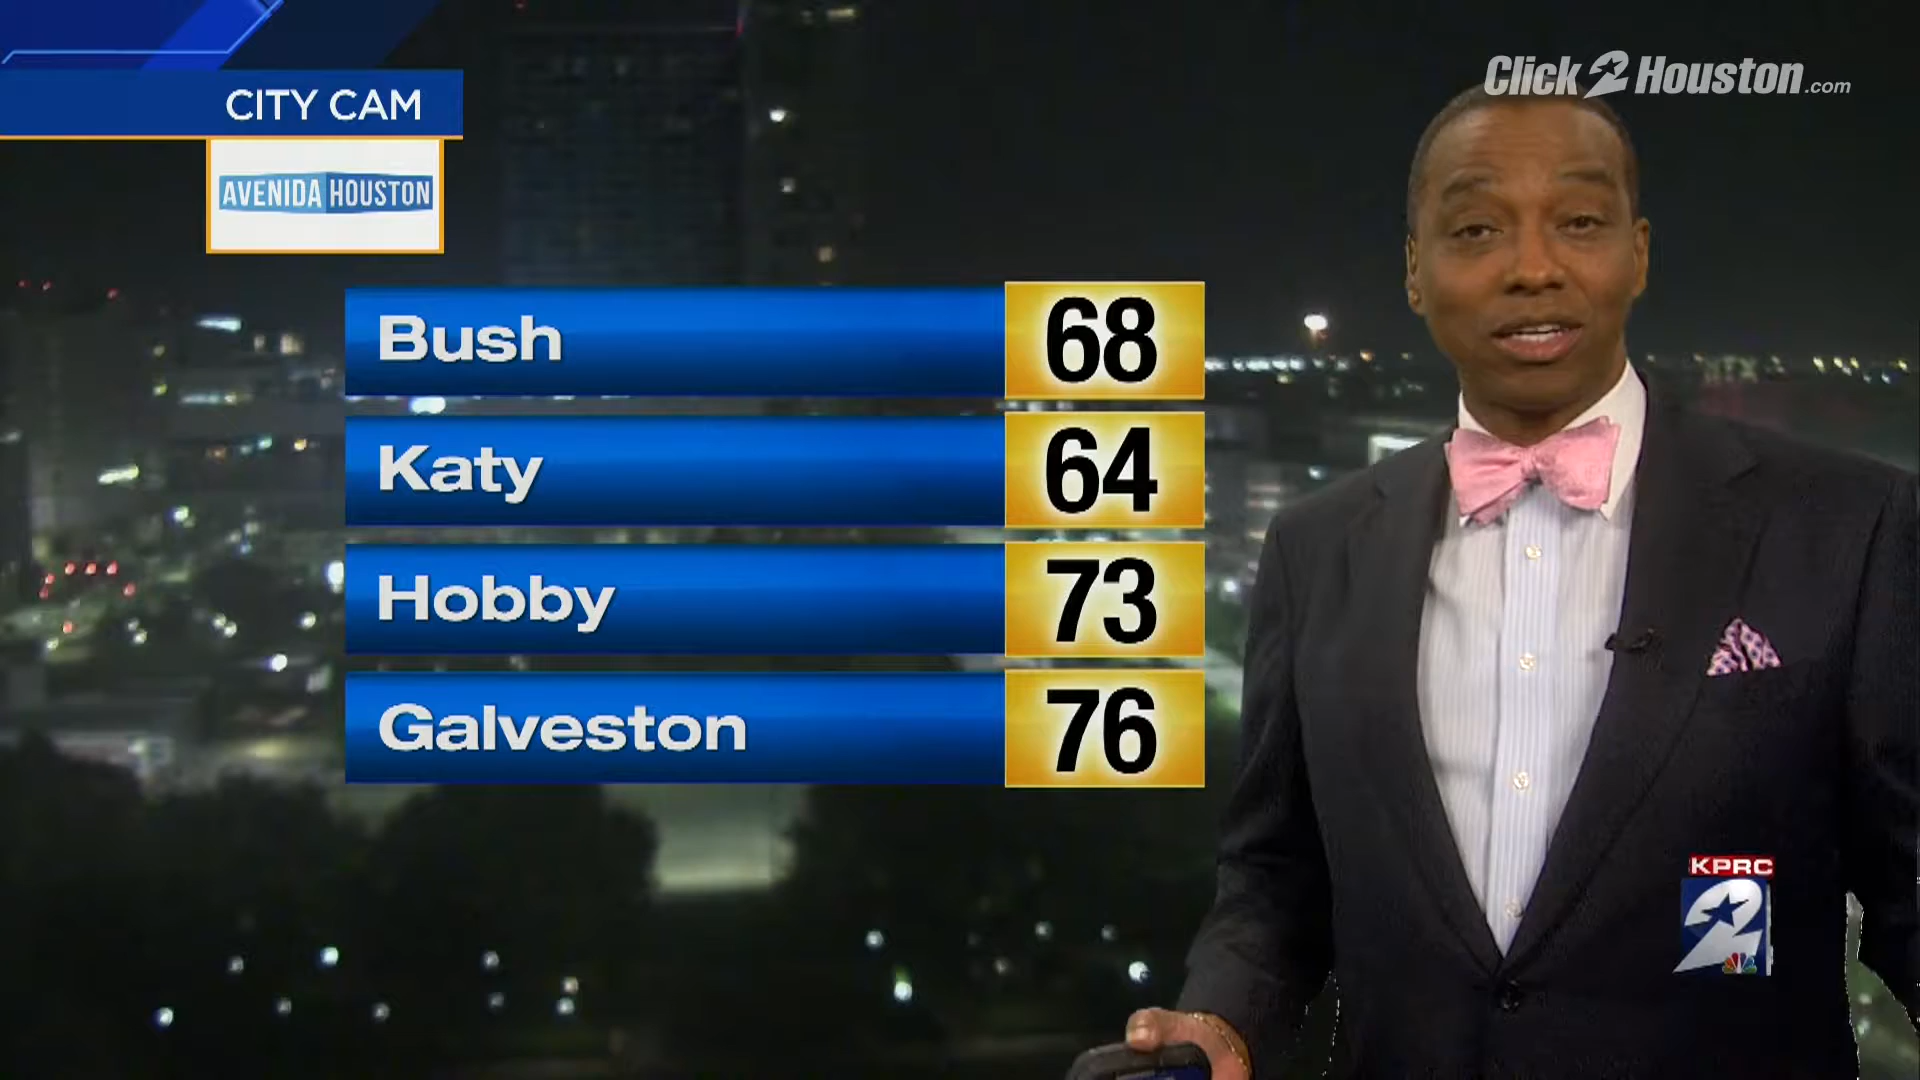 CITY CAM
AVENIDA HOUSTON
Click2Houston.com
Bush 68
Katy 64
Hobby 73
Galveston 76
KPRC
2